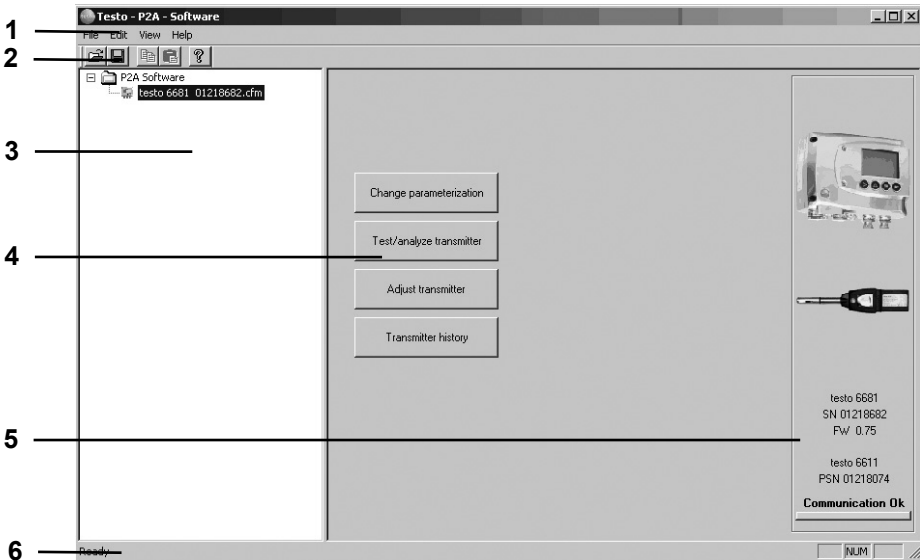 Testo - P2A - Software
1
File Edit View Help
2
P2A Software
testo 6681 01218682.cfm
3
Change parameterization
Test/analyze transmitter
4
Adjust transmitter
Transmitter history
testo 6681
SN 01218682
5
FW 0.75
testo 6611
PSN 01218074
Communication Ok
6
Ready
NUM